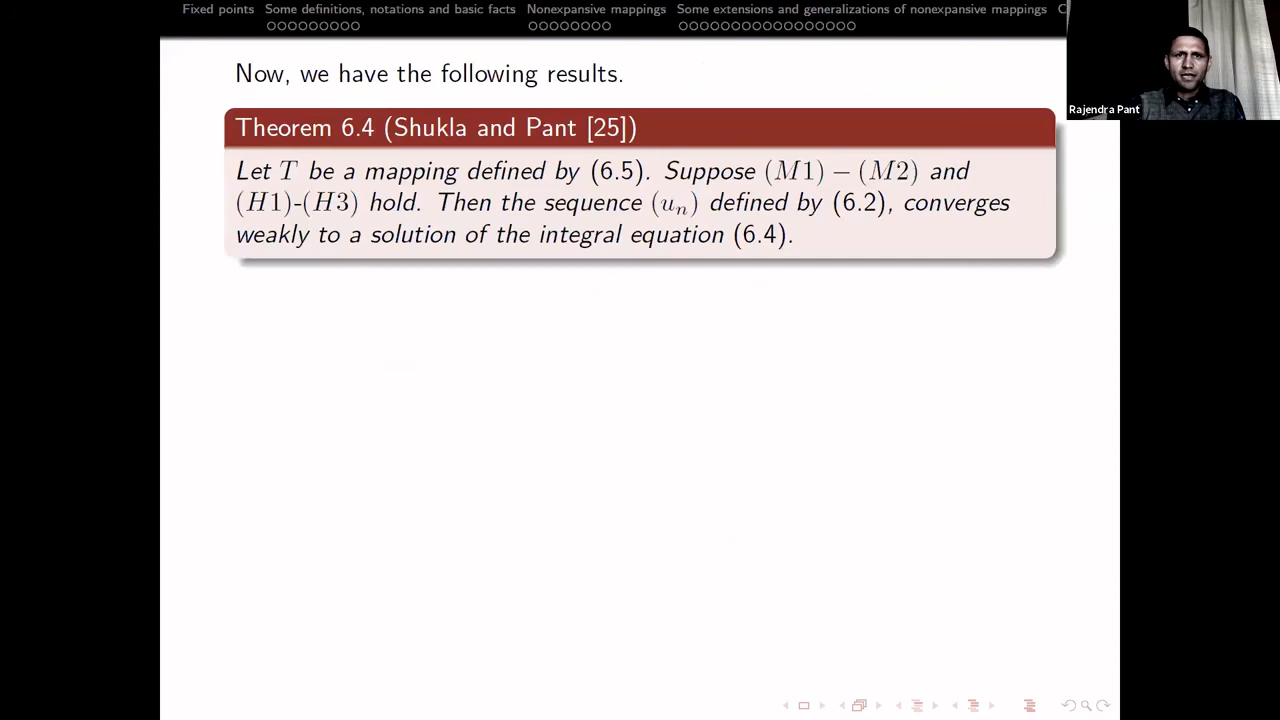 Fixed points Some definitions, notations and basic facts Nonexpansive mappings Some extensions and generalizations of nonexpansive mappings C
Rajendra Pant
Now, we have the following results.
Theorem 6.4 (Shukla and Pant [25])
Let T be a mapping defined by (6.5). Suppose (M1) − (M2) and
(H1)-(H3) hold. Then the sequence (uₙ) defined by (6.2), converges
weakly to a solution of the integral equation (6.4).